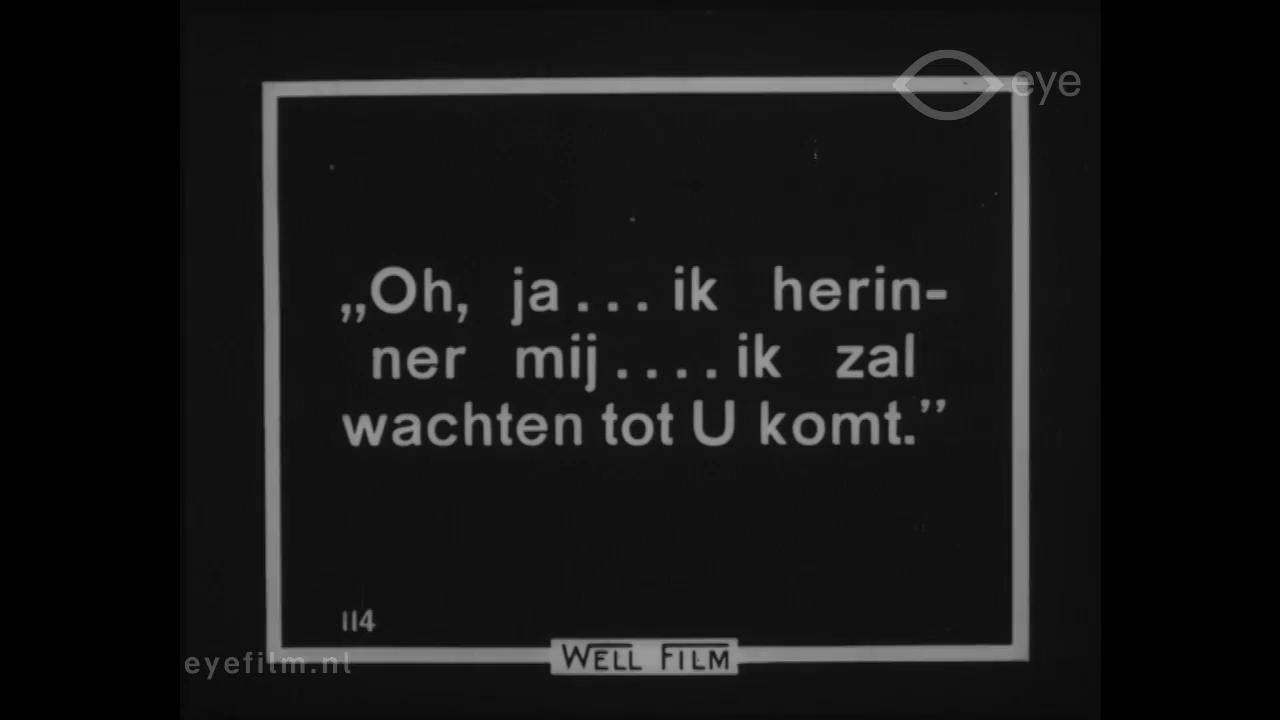 eye
„Oh, ja... ik herin-
ner mij.... ik zal
wachten tot U komt.”
114
WELL FILM
eyefilm.nl